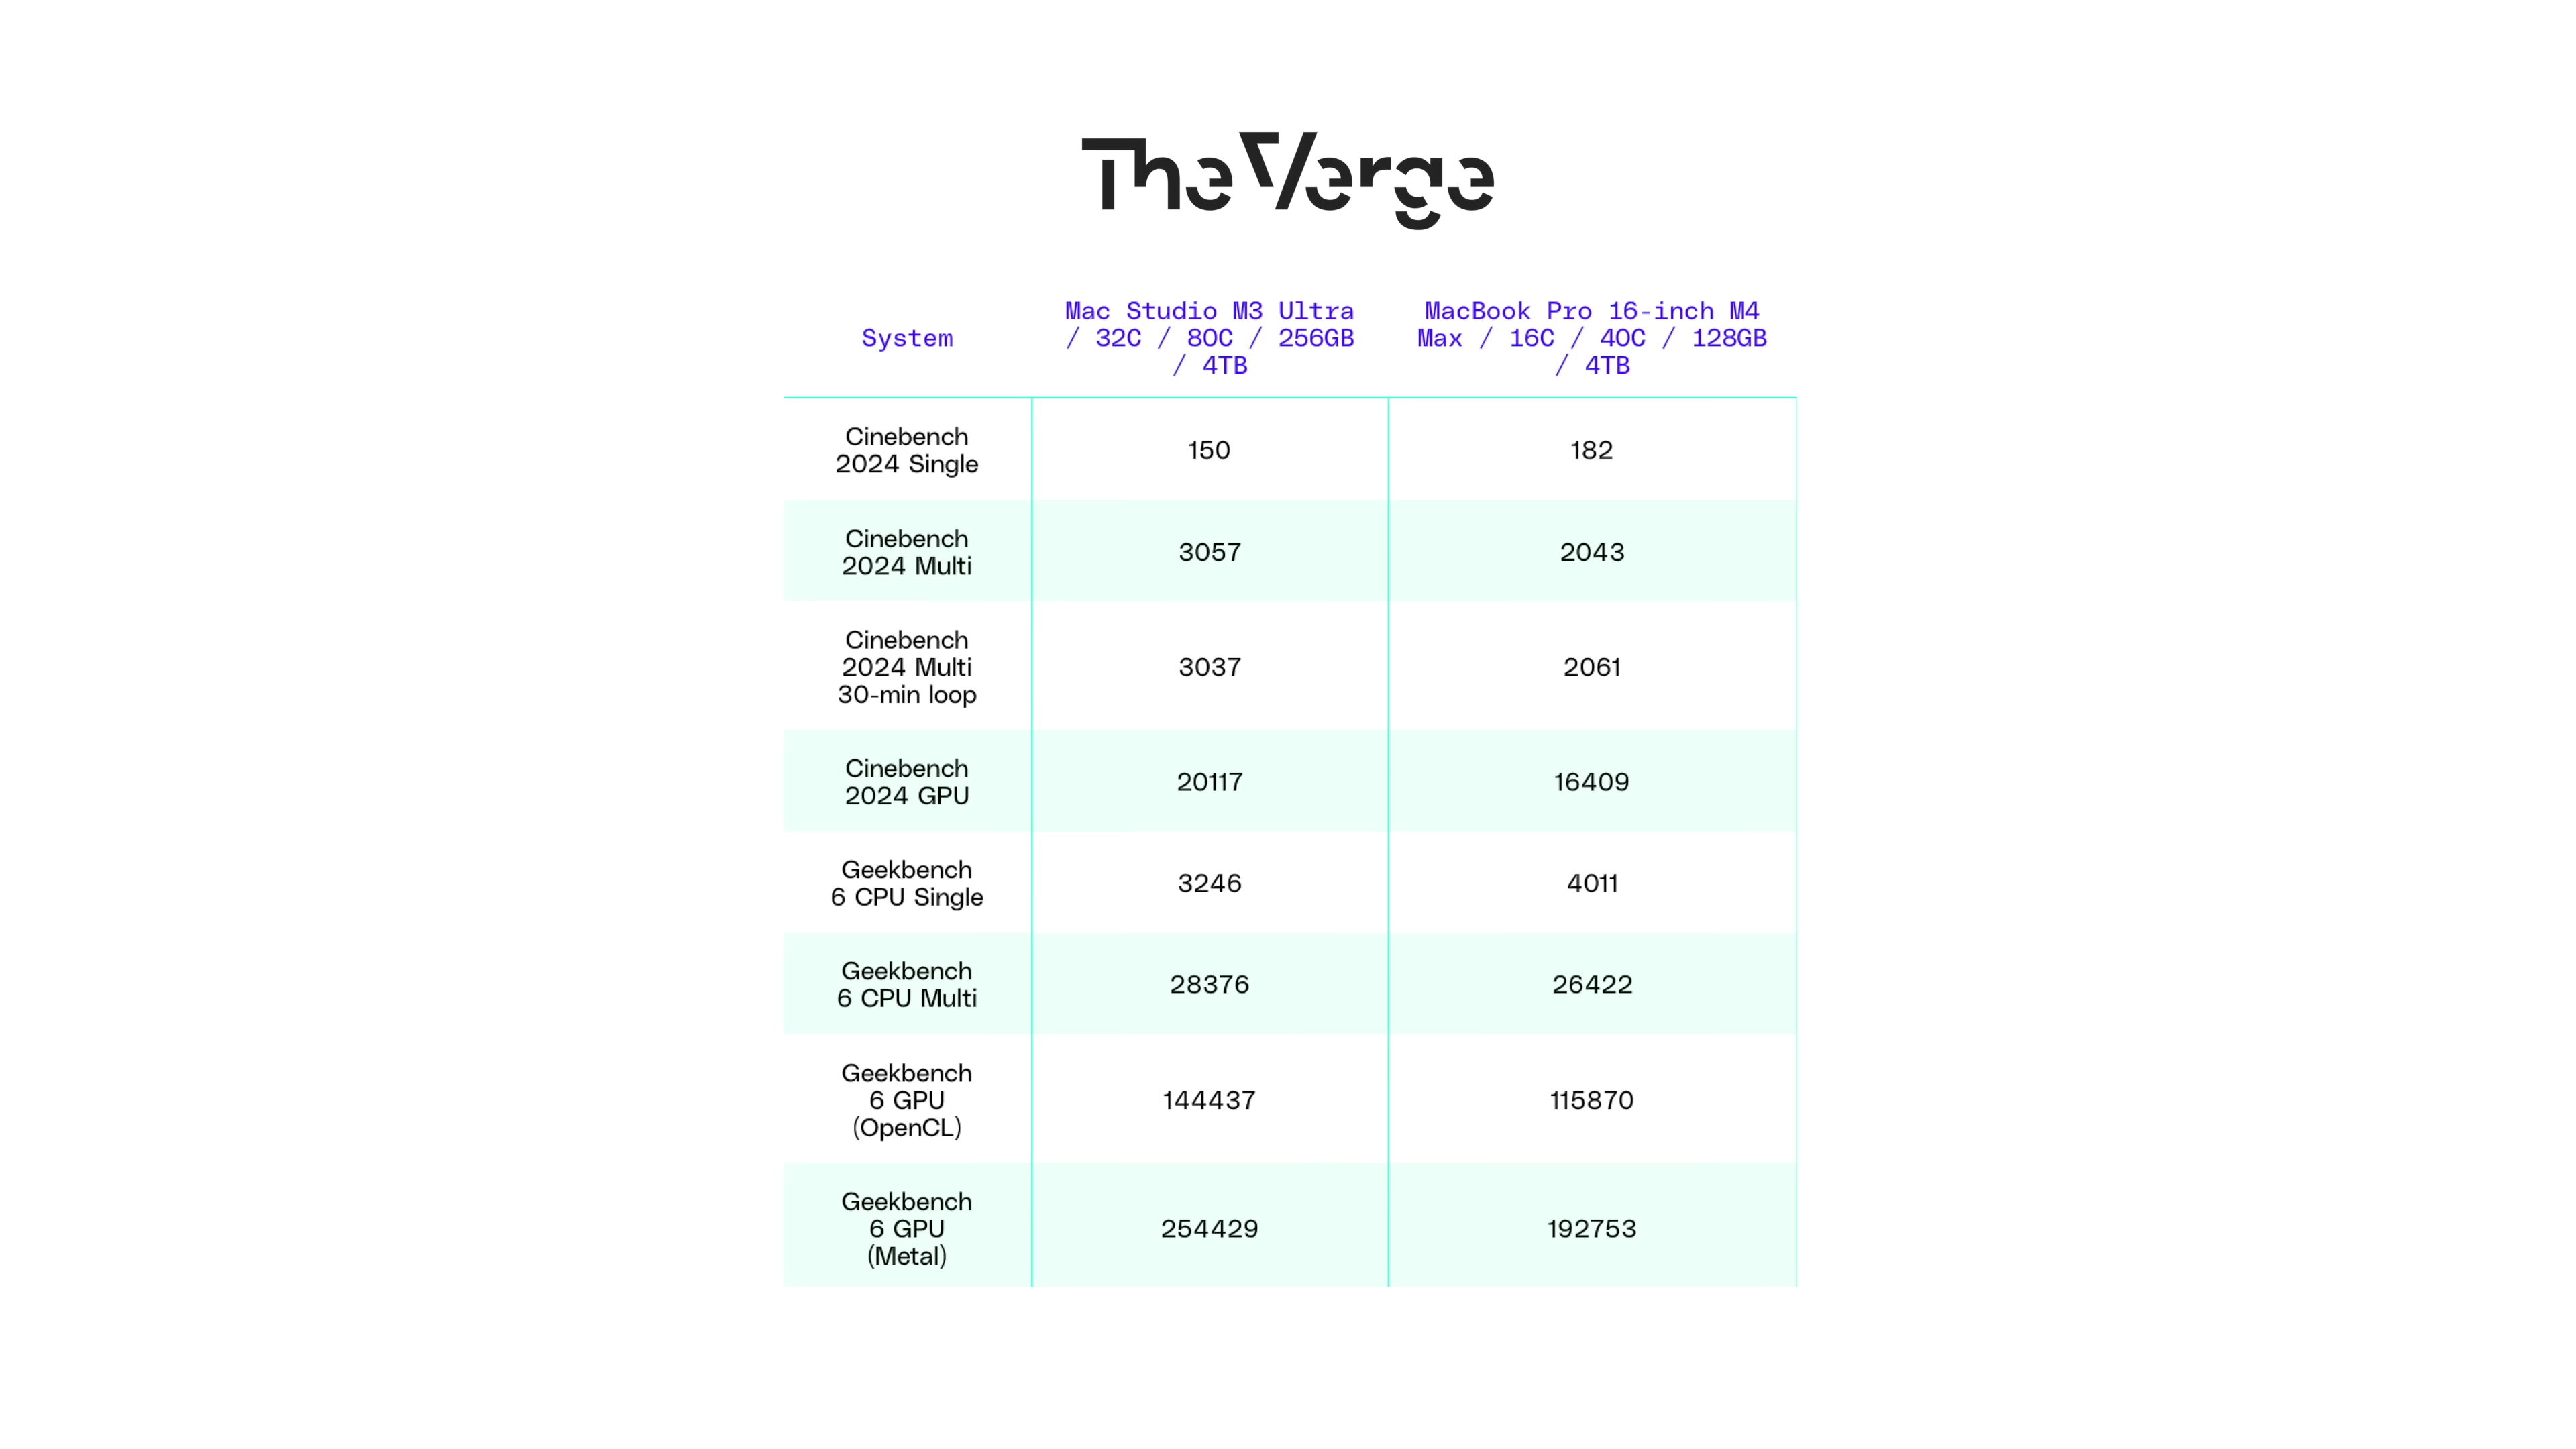 The Verge
System
Mac Studio M3 Ultra
/ 32C / 80C / 256GB
/ 4TB
MacBook Pro 16-inch M4
Max / 16C / 40C / 128GB
/ 4TB
Cinebench
2024 Single
150
182
Cinebench
2024 Multi
3057
2043
Cinebench
2024 Multi
30-min loop
3037
2061
Cinebench
2024 GPU
20117
16409
Geekbench
6 CPU Single
3246
4011
Geekbench
6 CPU Multi
28376
26422
Geekbench
6 GPU
(OpenCL)
144437
115870
Geekbench
6 GPU
(Metal)
254429
192753